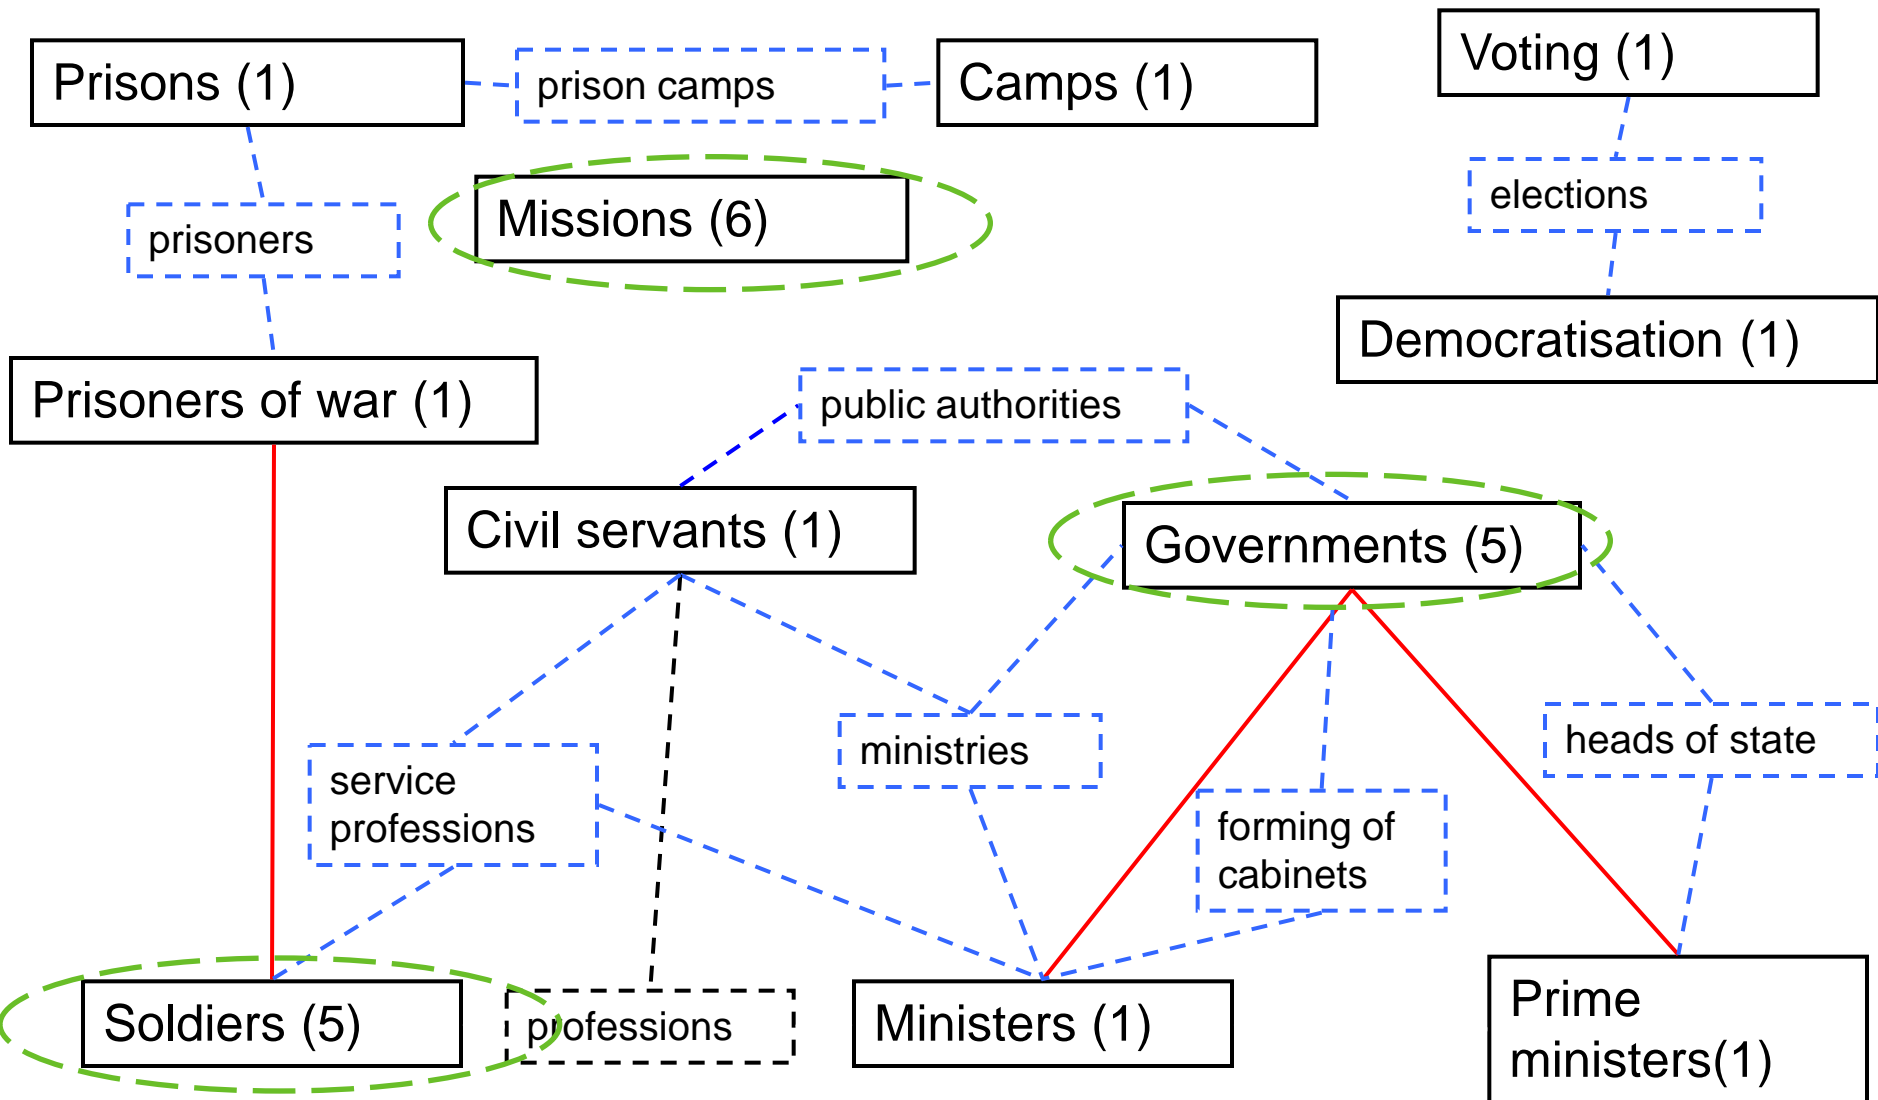 Prisons (1)
prison camps
Camps (1)
Voting (1)
Missions (6)
elections
prisoners
Democratisation (1)
Prisoners of war (1)
public authorities
Civil servants (1)
Governments (5)
ministries
heads of state
service
professions
forming of
cabinets
Soldiers (5)
professions
Ministers (1)
Prime
ministers(1)